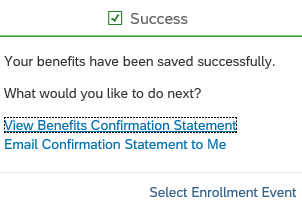 Success
Your benefits have been saved successfully.
What would you like to do next?
View Benefits Confirmation Statement
Email Confirmation Statement to Me
Select Enrollment Event